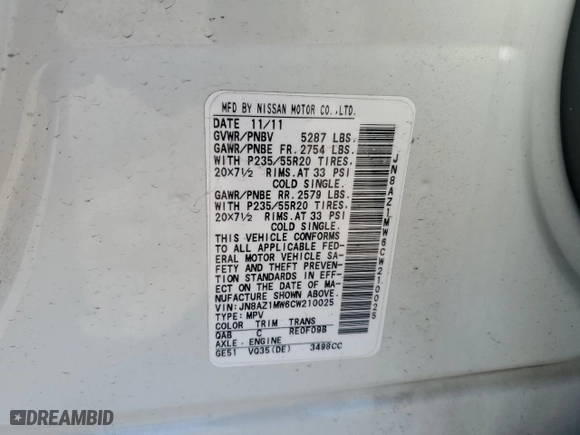 MFD BY NISSAN MOTOR CO.,LTD.
DATE 11/11
GVWR/PNBV 5287 LBS.
GAWR/PNBE FR. 2754 LBS.
WITH P235/55R20 TIRES,
20×7½ RIMS.AT 33 PSI
COLD SINGLE.
GAWR/PNBE RR. 2579 LBS.
WITH P235/55R20 TIRES,
20×7½ RIMS.AT 33 PSI
COLD SINGLE.
THIS VEHICLE CONFORMS
TO ALL APPLICABLE FED-
ERAL MOTOR VEHICLE SA-
FETY AND THEFT PREVEN-
TION STANDARDS IN EFF-
ECT ON THE DATE OF MA-
NUFACTURE SHOWN ABOVE.
VIN:JN8AZ1MW6CW210025
TYPE:MPV
COLOR TRIM TRANS
QAB C RE0F09B
AXLE ENGINE
GE51 VQ35(DE) 3498CC
JN8AZ1MW6CW210025
DREAMBID